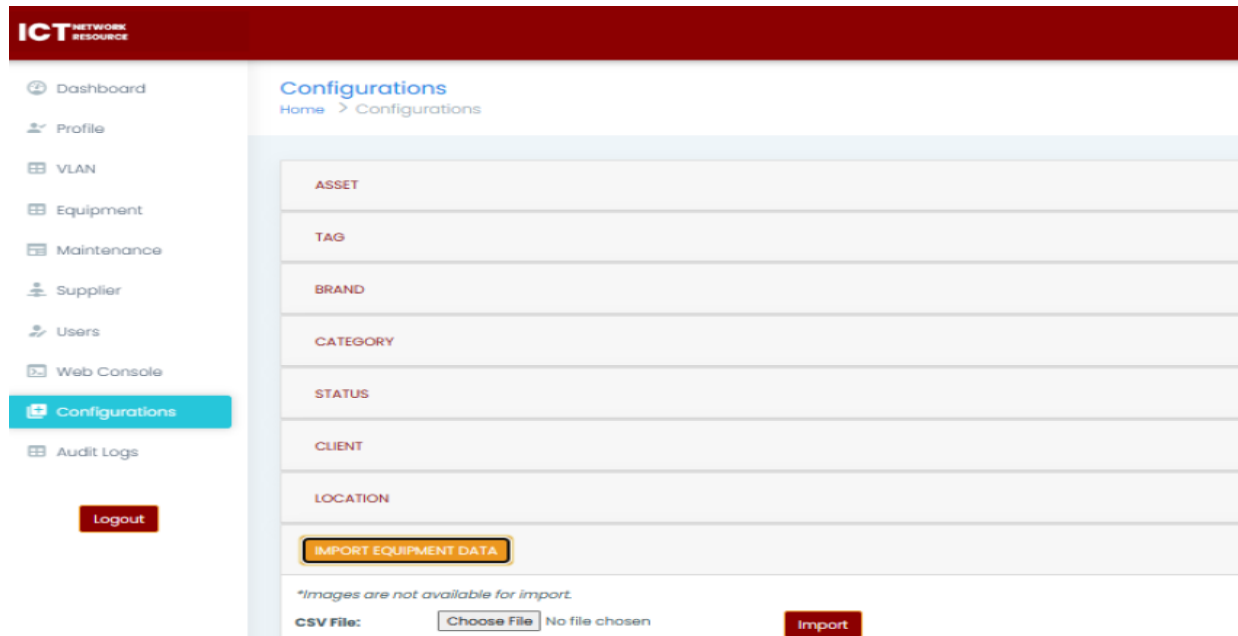 ICT NETWORK RESOURCE
Dashboard
Profile
VLAN
Equipment
Maintenance
Supplier
Users
Web Console
Configurations
Audit Logs
Logout
Configurations
Home > Configurations
ASSET
TAG
BRAND
CATEGORY
STATUS
CLIENT
LOCATION
IMPORT EQUIPMENT DATA
*Images are not available for import.
CSV File: Choose File No file chosen Import